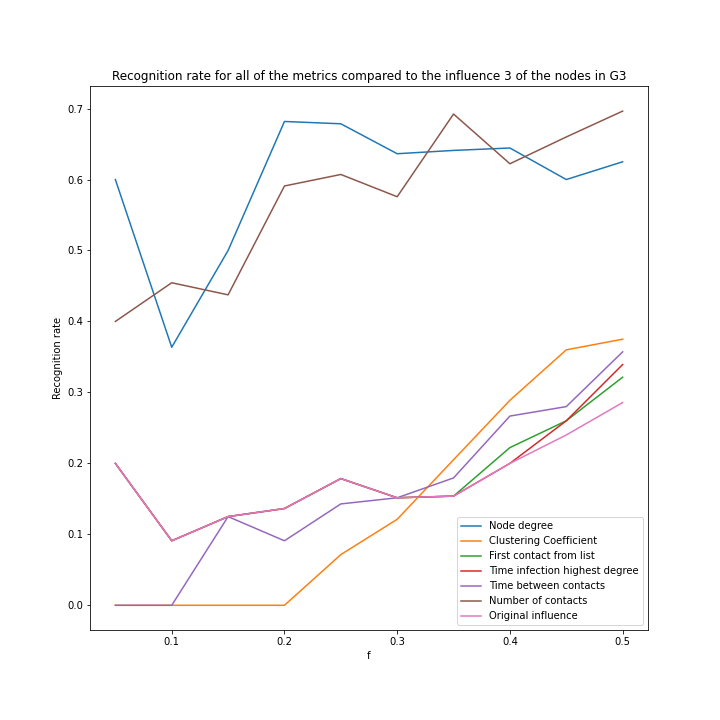 Recognition rate for all of the metrics compared to the influence 3 of the nodes in G3
0.7
0.6
0.5
0.4
0.3
0.2
0.1
0.0
Recognition rate
0.1
0.2
0.3
0.4
0.5
f
Node degree
Clustering Coefficient
First contact from list
Time infection highest degree
Time between contacts
Number of contacts
Original influence